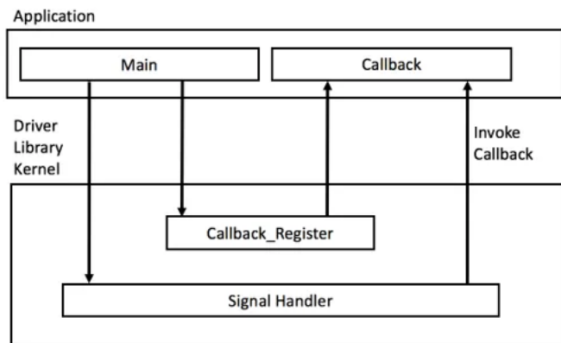 Application
Main
Callback
Driver
Library
Kernel
Invoke
Callback
Callback_Register
Signal Handler